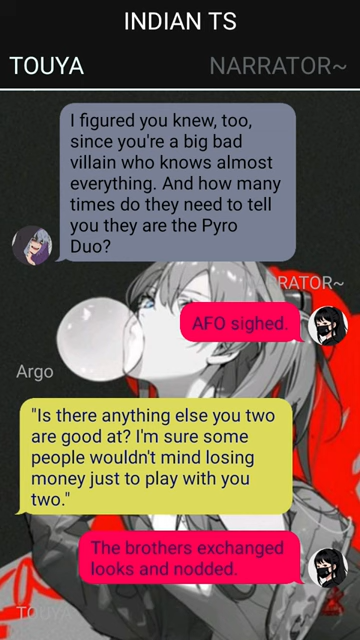 INDIAN TS
TOUYA
NARRATOR~
I figured you knew, too,
since you're a big bad
villain who knows almost
everything. And how many
times do they need to tell
you they are the Pyro
Duo?
RRATOR~
AFO sighed.
Argo
"Is there anything else you two
are good at? I'm sure some
people wouldn't mind losing
money just to play with you
two."
The brothers exchanged
looks and nodded.
TOUYA